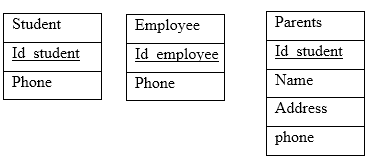 Student
Id_student
Phone
Employee
Id_employee
Phone
Parents
Id_student
Name
Address
phone